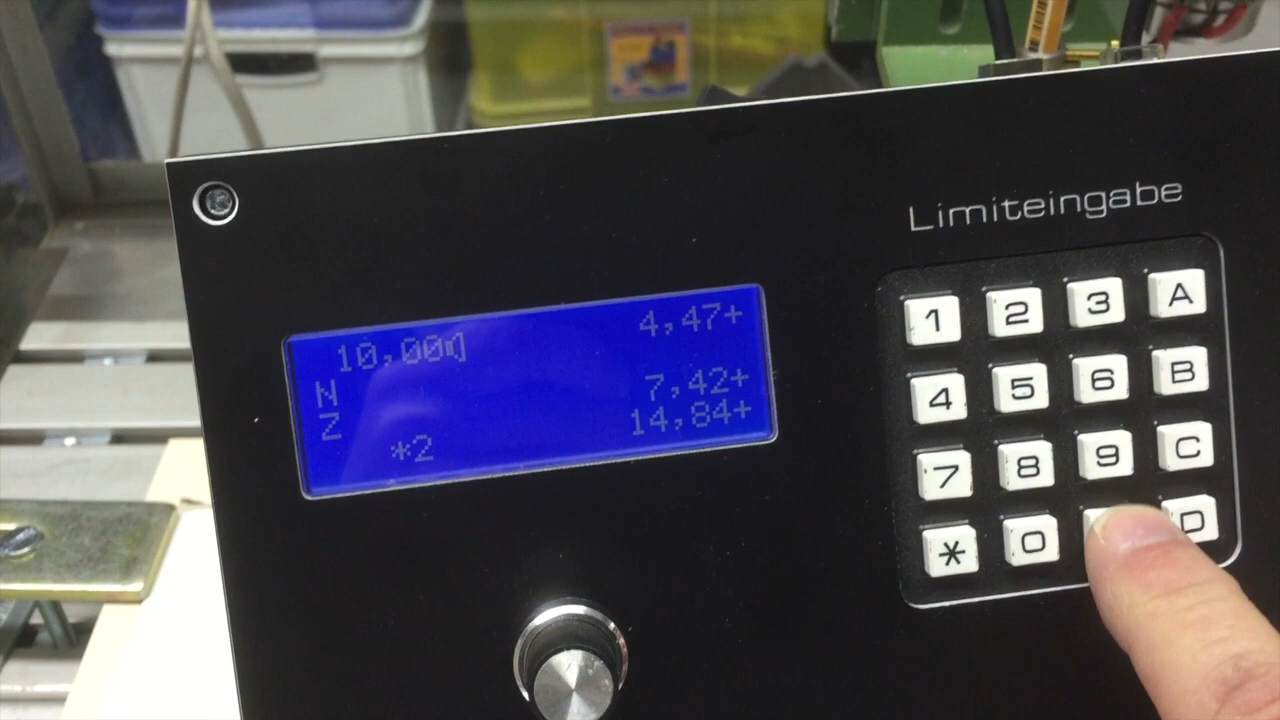 Limiteingabe
4,47+
10,00
N 7,42+
Z 14,84+
*2
1 2 3 A
4 5 6 B
7 8 9 C
* 0 D